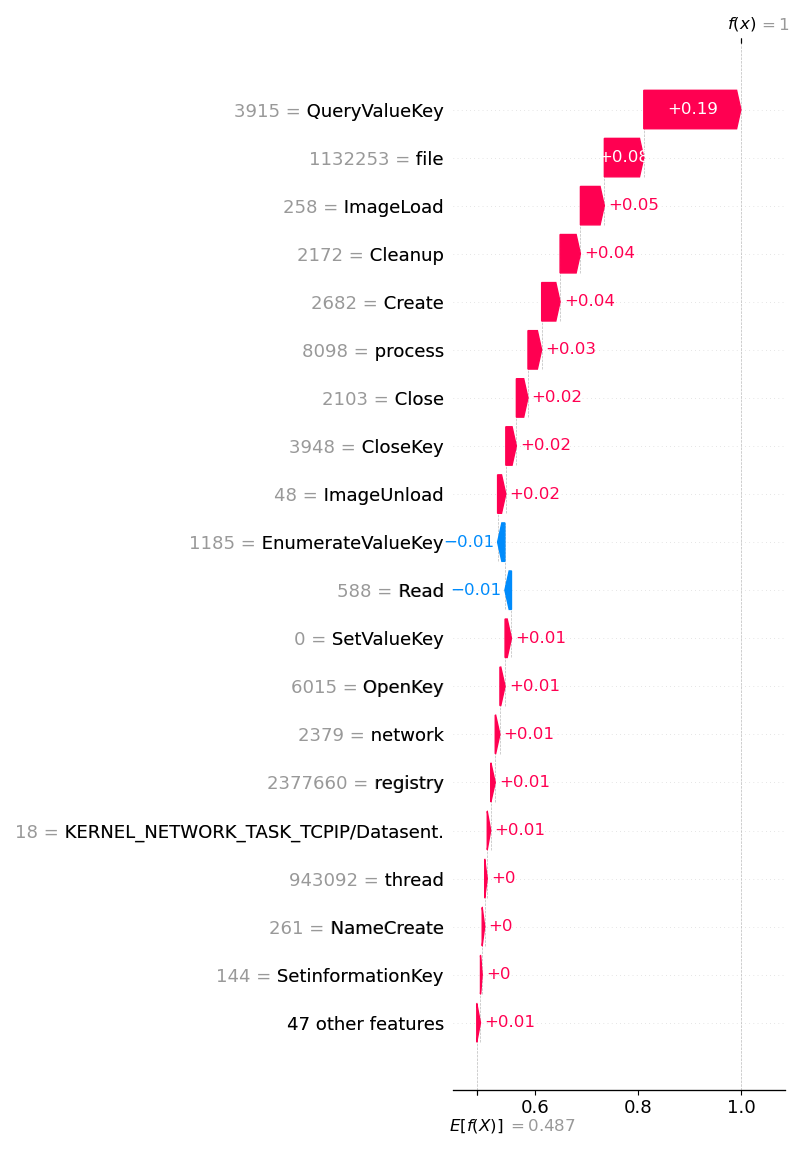 f(x) = 1
3915 = QueryValueKey +0.19
1132253 = file +0.08
258 = ImageLoad +0.05
2172 = Cleanup +0.04
2682 = Create +0.04
8098 = process +0.03
2103 = Close +0.02
3948 = CloseKey +0.02
48 = ImageUnload +0.02
1185 = EnumerateValueKey −0.01
588 = Read −0.01
0 = SetValueKey +0.01
6015 = OpenKey +0.01
2379 = network +0.01
2377660 = registry +0.01
18 = KERNEL_NETWORK_TASK_TCPIP/Datasent. +0.01
943092 = thread +0
261 = NameCreate +0
144 = SetinformationKey +0
47 other features +0.01
0.6 0.8 1.0
E[f(X)] = 0.487